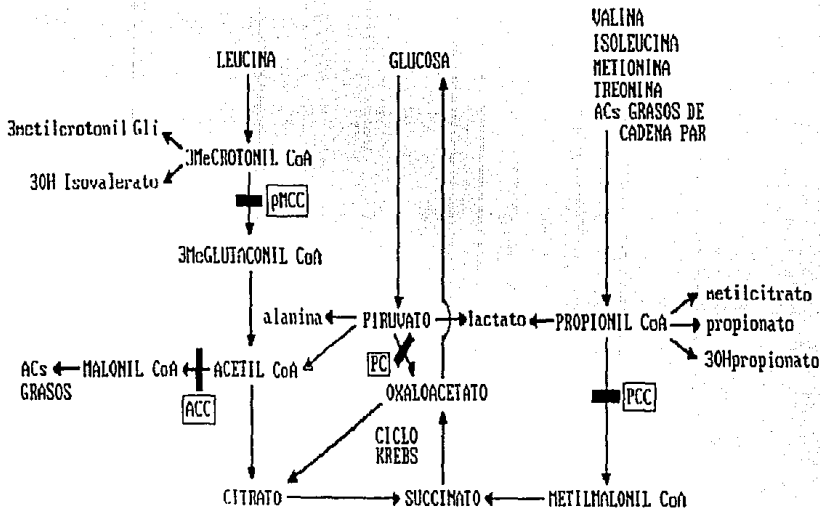 VALINA
ISOLEUCINA
METIONINA
TREONINA
ACs GRASOS DE
CADENA PAR
LEUCINA
GLUCOSA
3metilcrotonil Gli
3MeCROTONIL CoA
3OH Isovalerato
pMCC
3MeGLUTACONIL CoA
alanina
PIRUVATO
lactato
PROPIONIL CoA
metilcitrato
propionato
3OHpropionato
PC
ACs
GRASOS
MALONIL CoA
ACETIL CoA
ACC
OXALOACETATO
PCC
CICLO
KREBS
CITRATO
SUCCINATO
METILMALONIL CoA